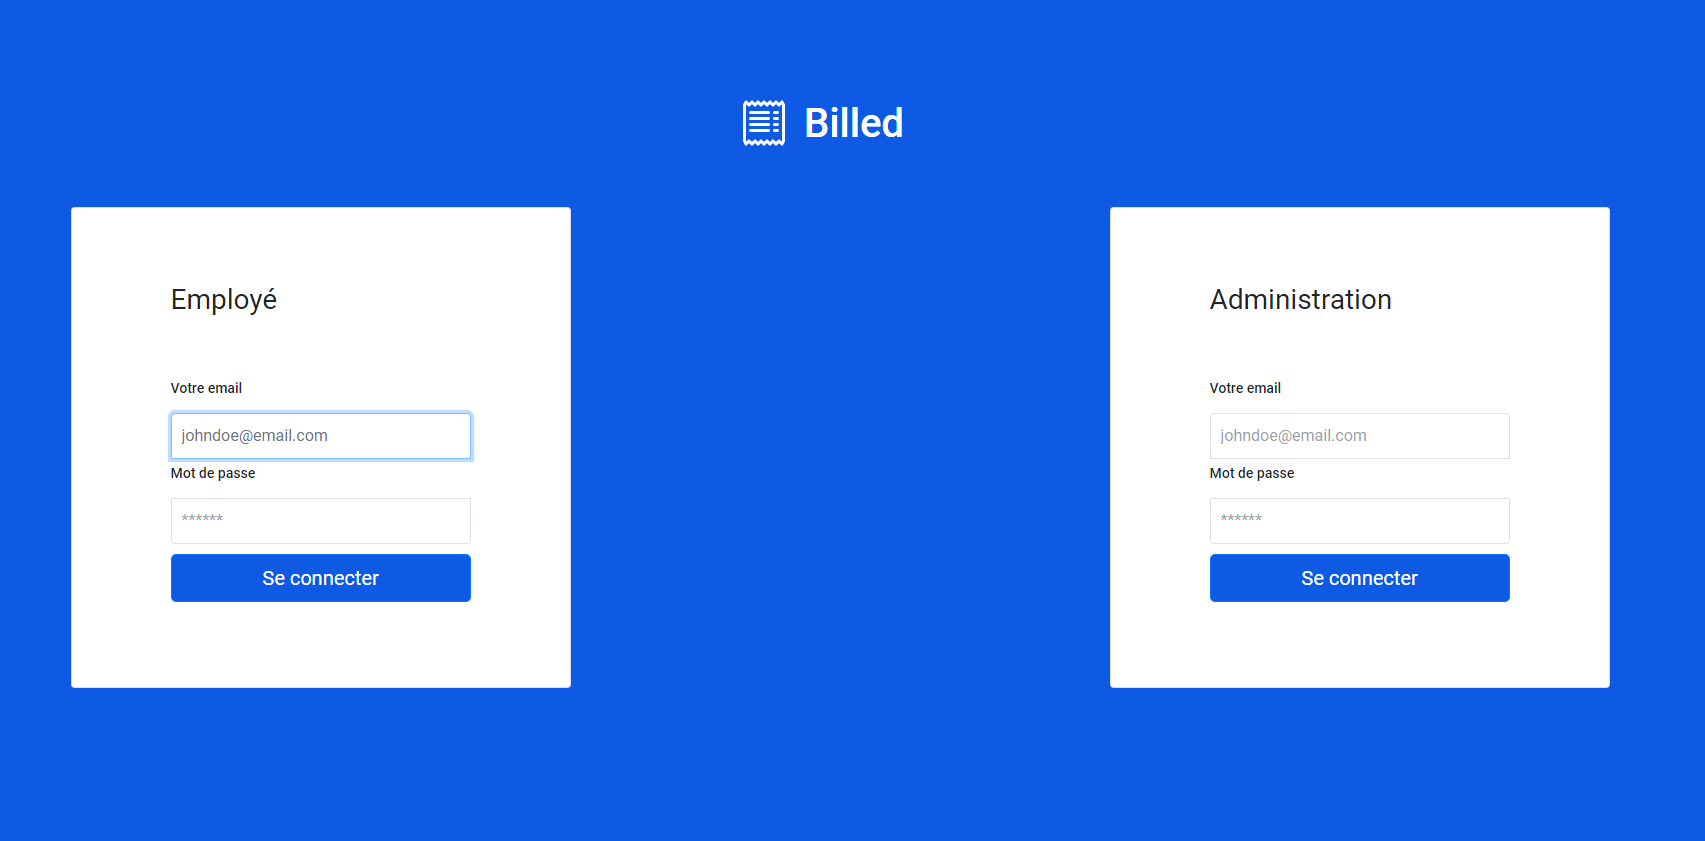 Billed
Employé
Votre email
johndoe@email.com
Mot de passe
******
Se connecter
Administration
Votre email
johndoe@email.com
Mot de passe
******
Se connecter